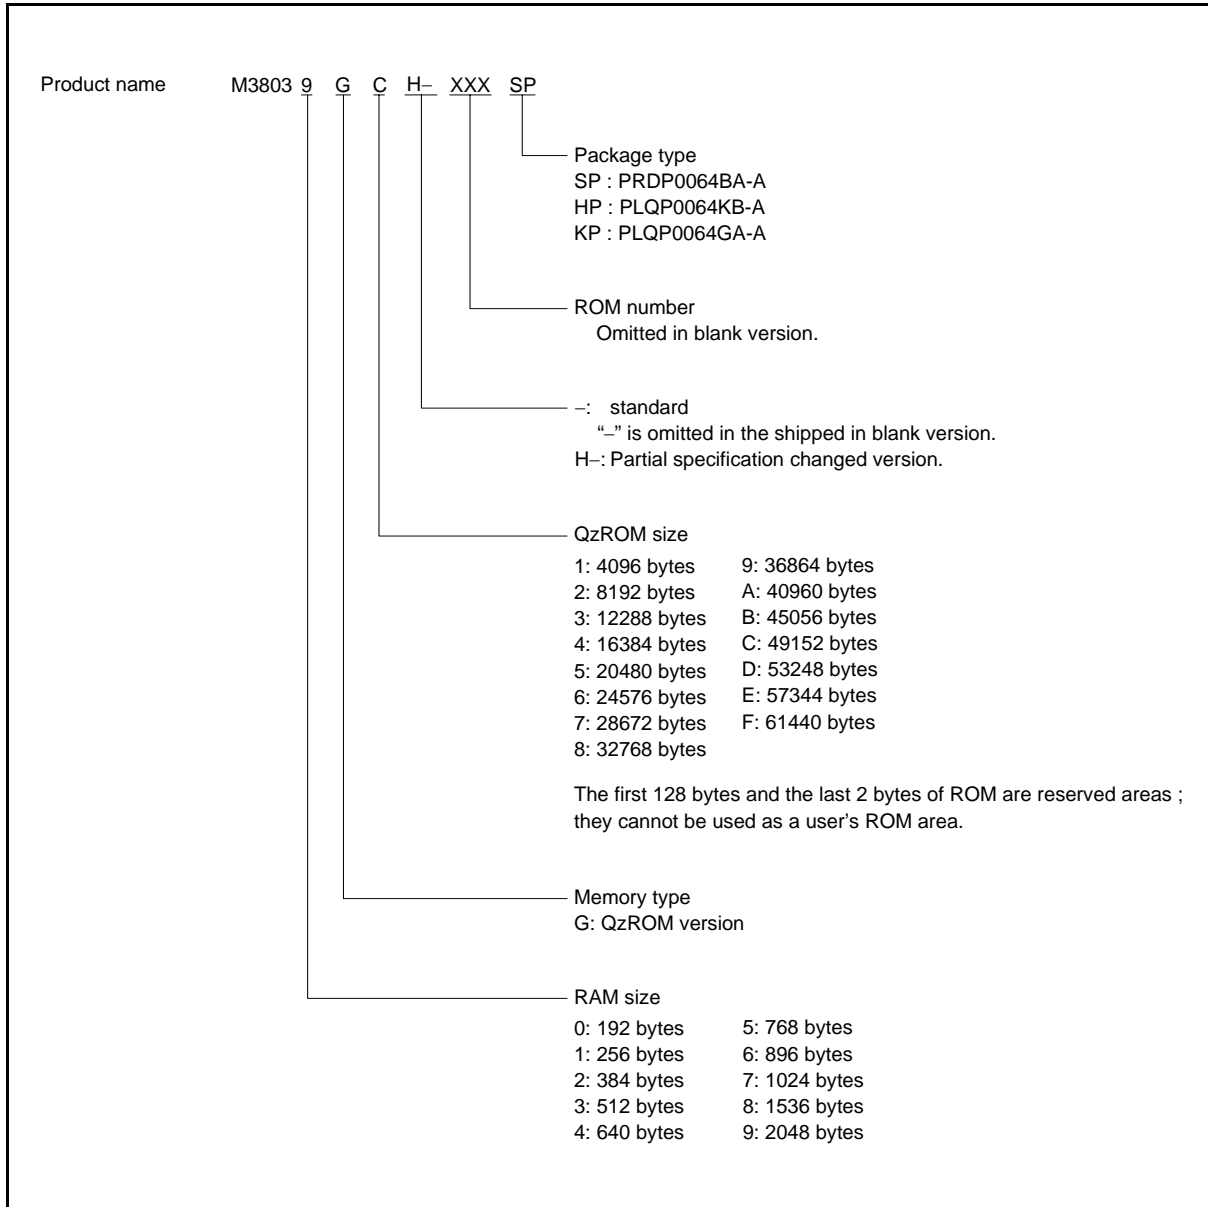 Product name M3803 9 G C H– XXX SP
Package type
SP : PRDP0064BA-A
HP : PLQP0064KB-A
KP : PLQP0064GA-A
ROM number
Omitted in blank version.
–: standard
“–” is omitted in the shipped in blank version.
H–: Partial specification changed version.
QzROM size
1: 4096 bytes
2: 8192 bytes
3: 12288 bytes
4: 16384 bytes
5: 20480 bytes
6: 24576 bytes
7: 28672 bytes
8: 32768 bytes
9: 36864 bytes
A: 40960 bytes
B: 45056 bytes
C: 49152 bytes
D: 53248 bytes
E: 57344 bytes
F: 61440 bytes
The first 128 bytes and the last 2 bytes of ROM are reserved areas ;
they cannot be used as a user’s ROM area.
Memory type
G: QzROM version
RAM size
0: 192 bytes
1: 256 bytes
2: 384 bytes
3: 512 bytes
4: 640 bytes
5: 768 bytes
6: 896 bytes
7: 1024 bytes
8: 1536 bytes
9: 2048 bytes